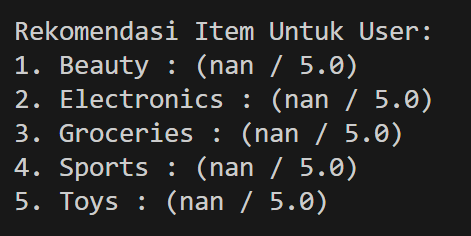 Rekomendasi Item Untuk User:
1. Beauty : (nan / 5.0)
2. Electronics : (nan / 5.0)
3. Groceries : (nan / 5.0)
4. Sports : (nan / 5.0)
5. Toys : (nan / 5.0)